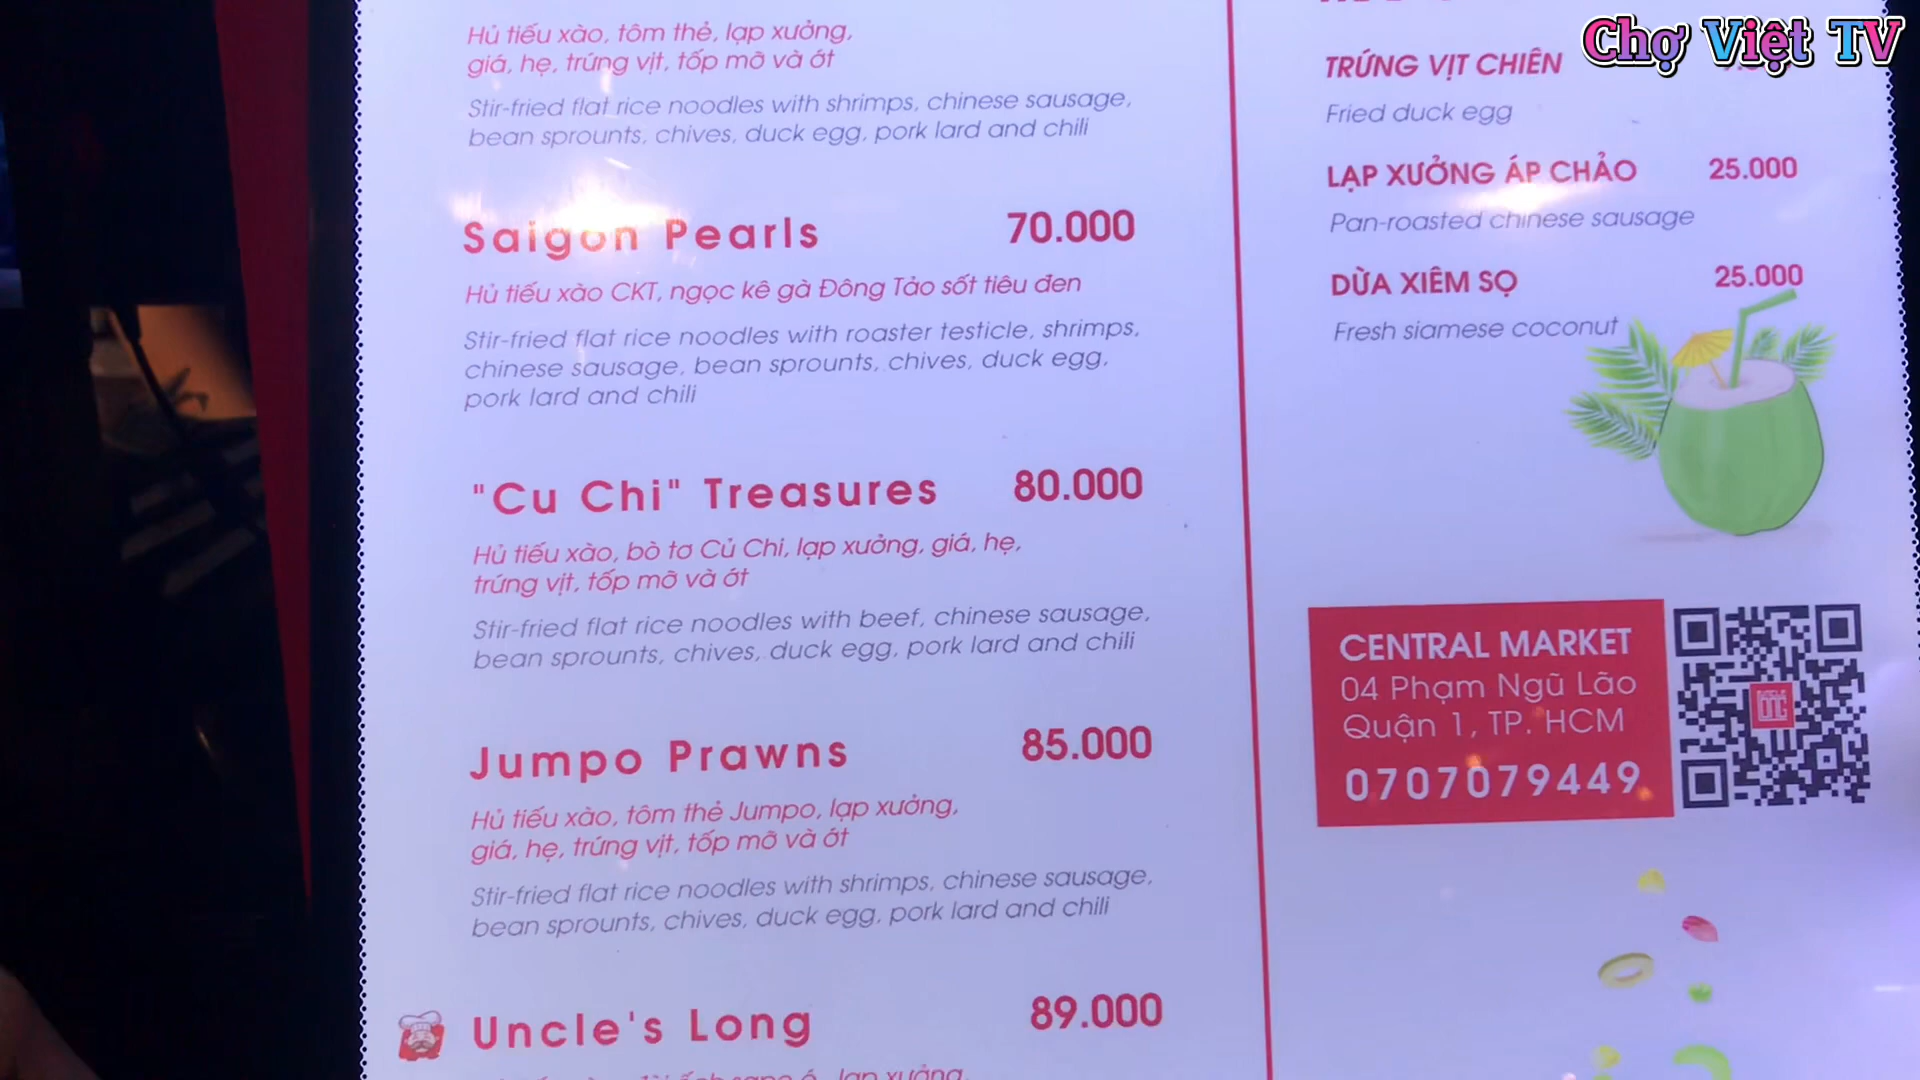 Hủ tiếu xào, tôm thẻ, lạp xưởng,
giá, hẹ, trứng vịt, tốp mỡ và ớt
Stir-fried flat rice noodles with shrimps, chinese sausage,
bean sprounts, chives, duck egg, pork lard and chili
Saigon Pearls 70.000
Hủ tiếu xào CKT, ngọc kê gà Đông Tảo sốt tiêu đen
Stir-fried flat rice noodles with roaster testicle, shrimps,
chinese sausage, bean sprounts, chives, duck egg,
pork lard and chili
"Cu Chi" Treasures 80.000
Hủ tiếu xào, bò tơ Củ Chi, lạp xưởng, giá, hẹ,
trứng vịt, tốp mỡ và ớt
Stir-fried flat rice noodles with beef, chinese sausage,
bean sprounts, chives, duck egg, pork lard and chili
Jumpo Prawns 85.000
Hủ tiếu xào, tôm thẻ Jumpo, lạp xưởng,
giá, hẹ, trứng vịt, tốp mỡ và ớt
Stir-fried flat rice noodles with shrimps, chinese sausage,
bean sprounts, chives, duck egg, pork lard and chili
Uncle's Long 89.000
lạp xưởng,
Chợ Việt TV
TRỨNG VỊT CHIÊN
Fried duck egg
LẠP XƯỞNG ÁP CHẢO 25.000
Pan-roasted chinese sausage
DỪA XIÊM SỌ 25.000
Fresh siamese coconut
CENTRAL MARKET
04 Phạm Ngũ Lão
Quận 1, TP. HCM
0707079449